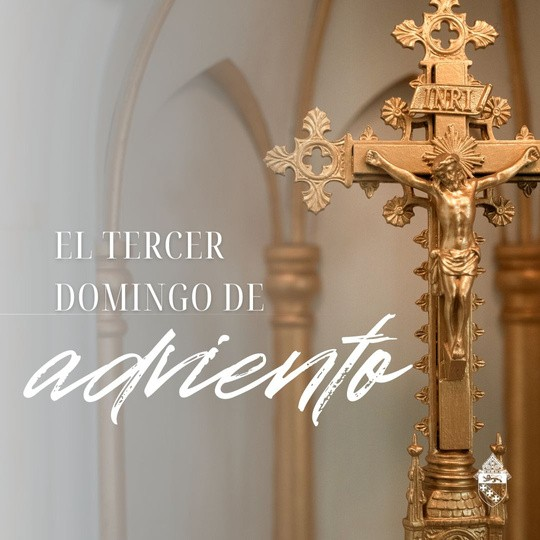 INRI
EL TERCER
DOMINGO DE
adviento